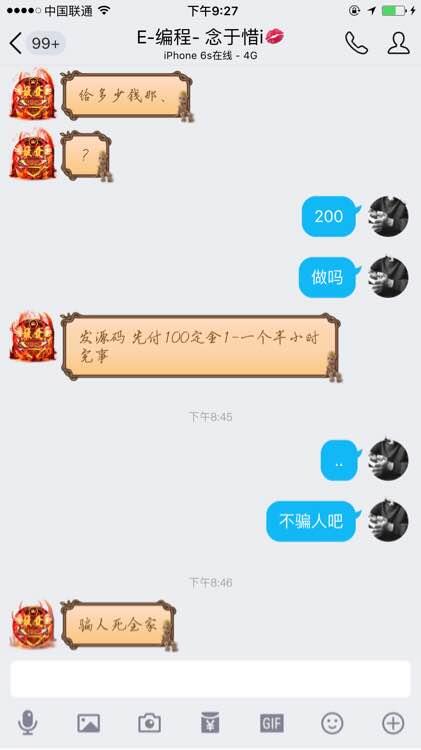 中国联通 下午9:27
99+ E-编程- 念于惜i💋
iPhone 6s在线 - 4G
给多少钱那、
?
200
做吗
发源码 先付100定金1-一个半小时
完事
下午8:45
..
不骗人吧
下午8:46
骗人死全家
¥ GIF